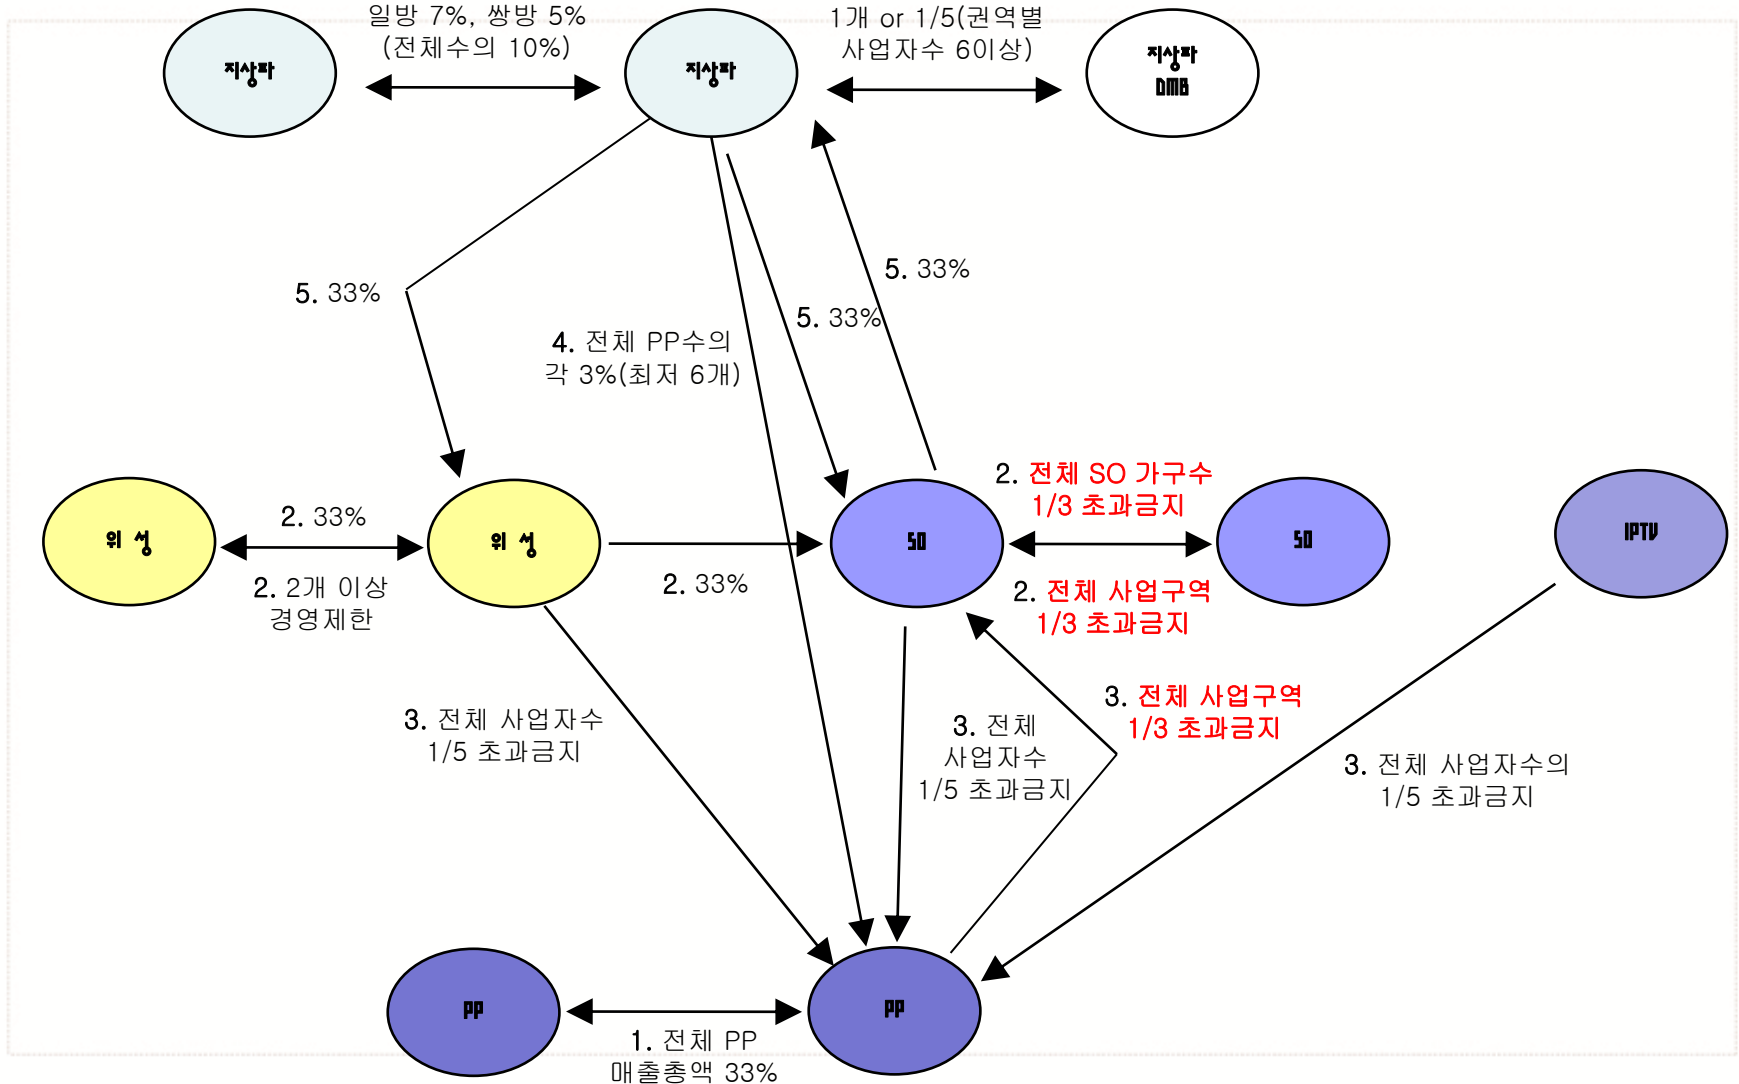 일방 7%, 쌍방 5%
(전체수의 10%)
1개 or 1/5(권역별
사업자수 6이상)
지상파
지상파
지상파
DMB
5. 33%
5. 33%
5. 33%
4. 전체 PP수의
각 3%(최저 6개)
2. 전체 SO 가구수
1/3 초과금지
2. 33%
위 성
위 성
SO
SO
IPTV
2. 33%
2. 2개 이상
경영제한
2. 전체 사업구역
1/3 초과금지
3. 전체 사업자수
1/5 초과금지
3. 전체
사업자수
1/5 초과금지
3. 전체 사업구역
1/3 초과금지
3. 전체 사업자수의
1/5 초과금지
PP
PP
1. 전체 PP
매출총액 33%